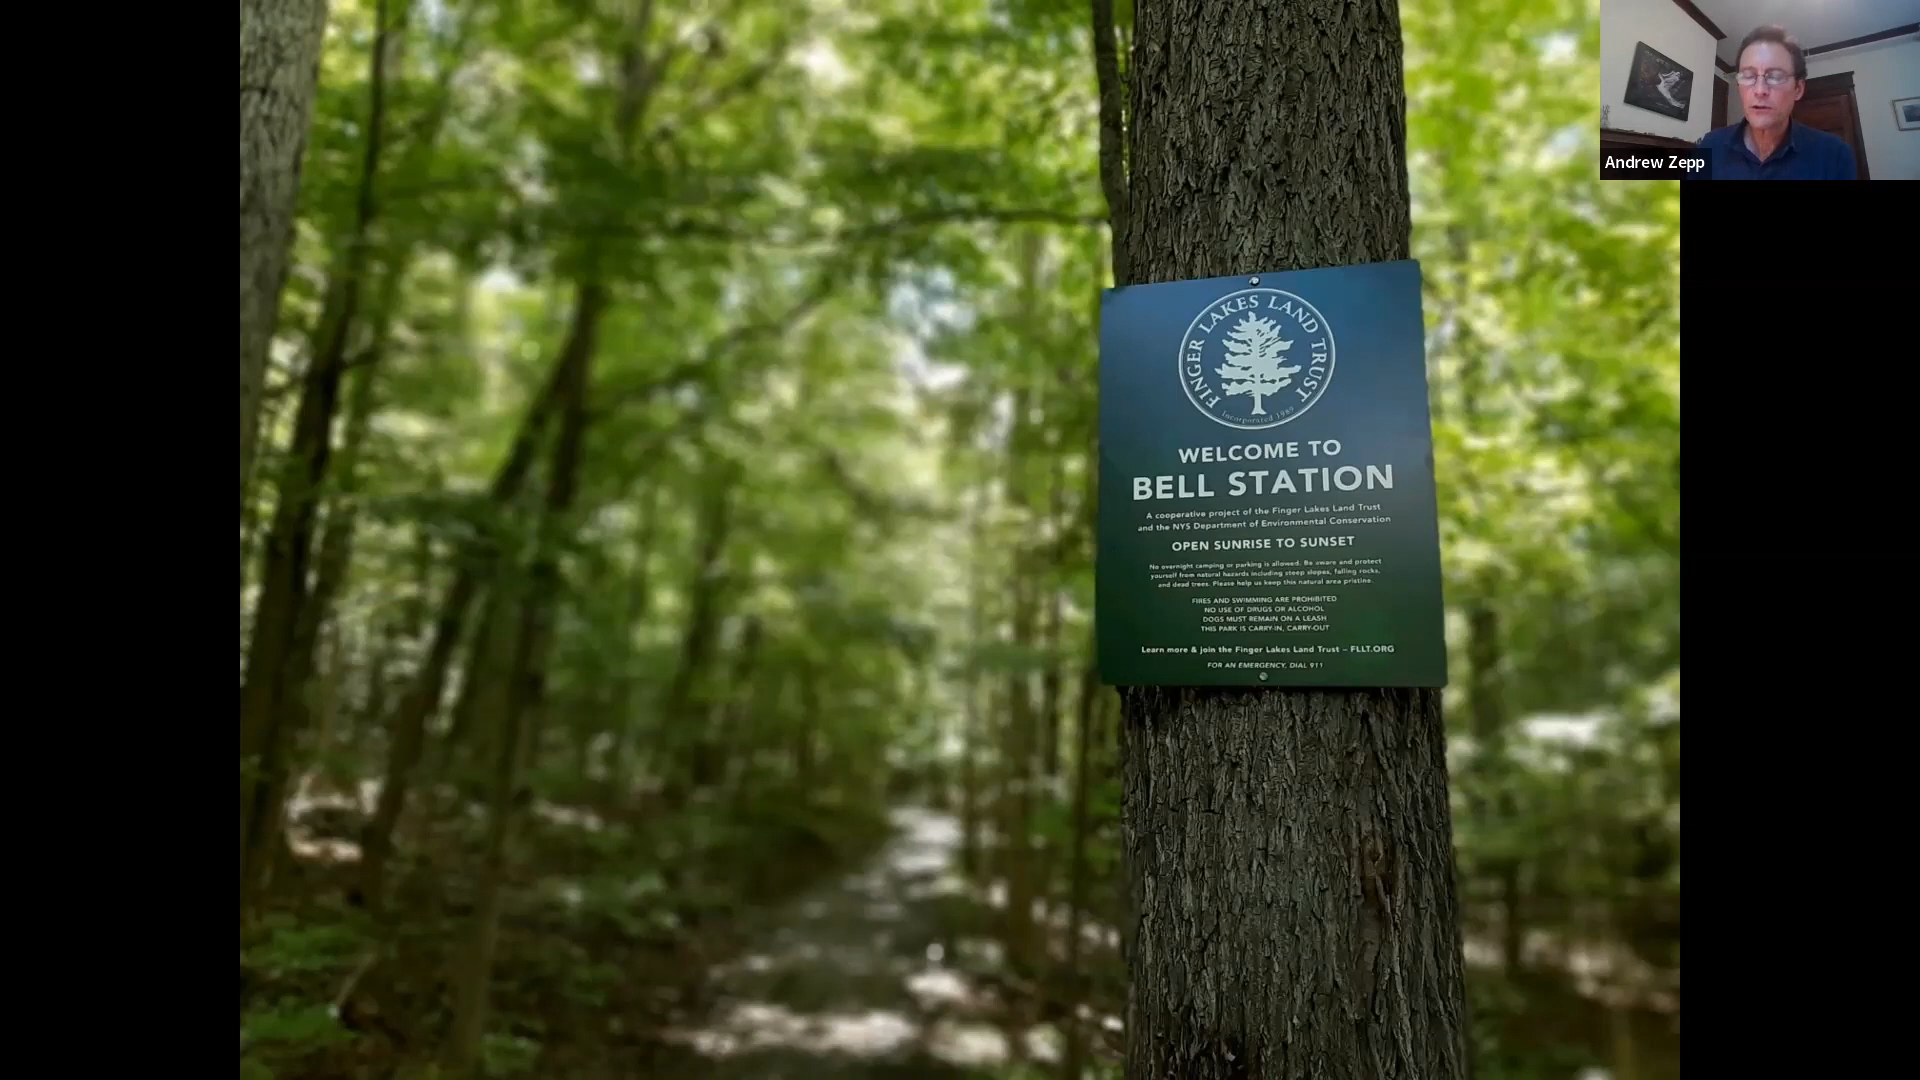 FINGER LAKES LAND TRUST
Incorporated 1989
WELCOME TO
BELL STATION
A cooperative project of the Finger Lakes Land Trust
and the NYS Department of Environmental Conservation
OPEN SUNRISE TO SUNSET
No overnight camping or parking is allowed. Be aware and protect
yourself from natural hazards including steep slopes, falling rocks,
and dead trees. Please help us keep this natural area pristine.
FIRES AND SWIMMING ARE PROHIBITED
NO USE OF DRUGS OR ALCOHOL
DOGS MUST REMAIN ON A LEASH
THIS PARK IS CARRY-IN, CARRY-OUT
Learn more & join the Finger Lakes Land Trust – FLLT.ORG
FOR AN EMERGENCY, DIAL 911
Andrew Zepp